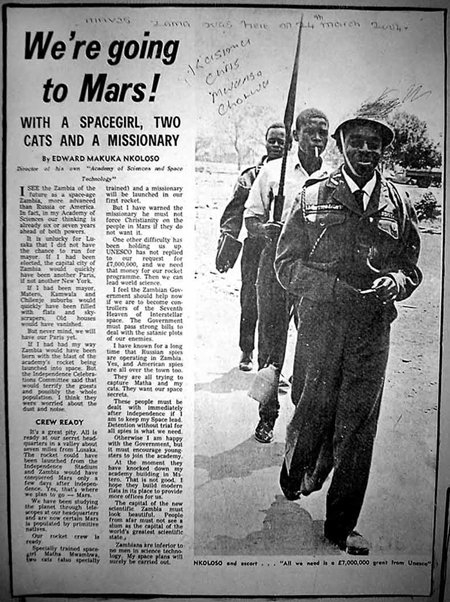 was here on 24th March 2004.
Kasiona
Chris
We're going
to Mars!
WITH A SPACEGIRL, TWO
CATS AND A MISSIONARY
By EDWARD MAKUKA NKOLOSO
Director of his own "Academy of Sciences and Space
Technology"
I SEE the Zambia of the
future as a space-age
Zambia, more advanced
than Russia or America.
In fact, in my Academy of
Sciences our thinking is
already six or seven years
ahead of both powers.
It is unlucky for Lu-
saka that I did not have
the chance to run for
mayor. If I had been
elected, the capital city of
Zambia would quickly
have been another Paris,
if not another New York.
If I had been mayor,
Matero, Kamwala and
Chilenje suburbs would
quickly have been filled
with flats and sky-
scrapers. Old houses
would have vanished.
But never mind, we will
have our Paris yet.
If I had had my way
Zambia would have been
born with the blast of the
academy's rocket being
launched into space. But
the Independence Celebra-
tions Committee said that
would terrify the guests
and possibly the whole
population. I think they
were worried about the
dust and noise.
CREW READY
It's a great pity. All is
ready at our secret head-
quarters in a valley about
seven miles from Lusaka.
The rocket could have
been launched from the
Independence Stadium
and Zambia would have
conquered Mars only a
few days after indepen-
dence. Yes, that's where
we plan to go — Mars.
We have been studying
the planet through tele-
scopes at our headquarters
and are now certain Mars
is populated by primitive
natives.
Our rocket crew is
ready.
Specially trained space-
girl Matha Mwambwa,
two cats (also specially
trained) and a missionary
will be launched in our
first rocket.
But I have warned the
missionary he must not
force Christianity on the
people in Mars if they do
not want it.
One other difficulty has
been holding us up.
UNESCO has not replied
to our request for
£7,000,000, and we need
that money for our rocket
programme. Then we can
lead world science.
I feel the Zambian Gov-
ernment should help now
if we are to become con-
trollers of the Seventh
Heaven of Interstellar
space. The Government
must pass strong bills to
deal with the satanic plots
of our enemies.
I have known for a long
time that Russian spies
are operating in Zambia
Yes, and American spies
are all over the town too.
They are all trying to
capture Matha and my
cats. They want our space
secrets.
These people must be
dealt with immediately
after independence if I
am to keep my Space lead.
Detention without trial for
all spies is what we need.
Otherwise I am happy
with the Government, but
it must encourage young-
sters to join the academy.
At the moment they
have knocked down my
academy building in Ma-
tero. That is not good. I
hope they build modern
flats in its place to provide
more offices for us.
The capital of the new
scientific Zambia must
look beautiful. People
from afar must not see a
slum as the capital of the
world's greatest scientific
state.
Zambians are inferior to
no men in science technol-
ogy. My space plans will
surely be carried out.
NKOLOSO and escort . . . "All we need is a £7,000,000 grant from Unesco"